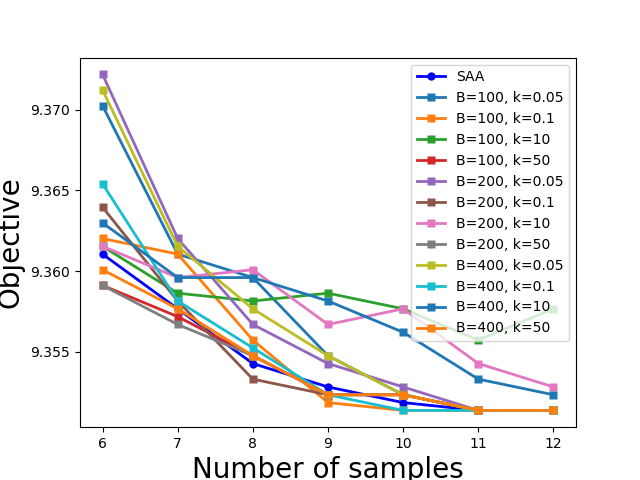 9.370
9.365
9.360
9.355
Objective
6 7 8 9 10 11 12
Number of samples
SAA
B=100, k=0.05
B=100, k=0.1
B=100, k=10
B=100, k=50
B=200, k=0.05
B=200, k=0.1
B=200, k=10
B=200, k=50
B=400, k=0.05
B=400, k=0.1
B=400, k=10
B=400, k=50